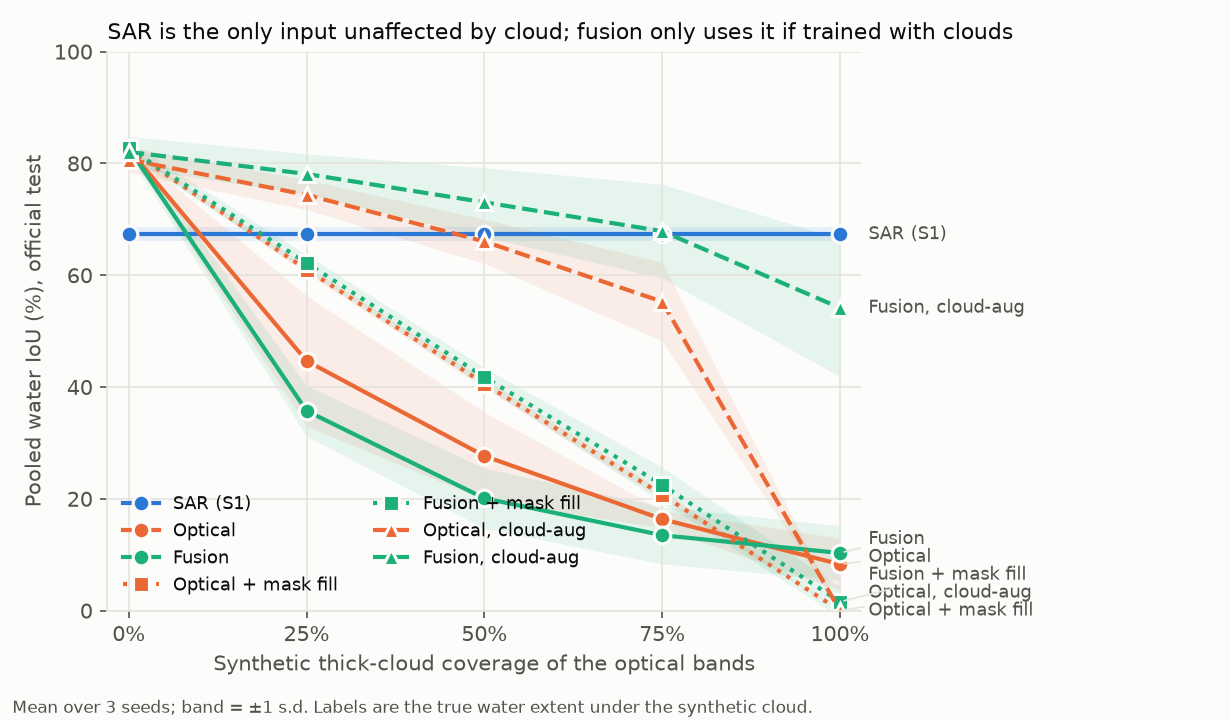 SAR is the only input unaffected by cloud; fusion only uses it if trained with clouds
Pooled water IoU (%), official test
100
80
60
40
20
0
0%
25%
50%
75%
100%
Synthetic thick-cloud coverage of the optical bands
SAR (S1)
Optical
Fusion
Optical + mask fill
Fusion + mask fill
Optical, cloud-aug
Fusion, cloud-aug
SAR (S1)
Fusion, cloud-aug
Fusion
Optical
Fusion + mask fill
Optical, cloud-aug
Optical + mask fill
Mean over 3 seeds; band = ±1 s.d. Labels are the true water extent under the synthetic cloud.